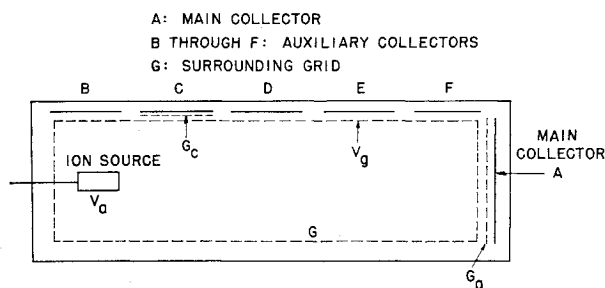 A: MAIN COLLECTOR
B THROUGH F: AUXILIARY COLLECTORS
G: SURROUNDING GRID
B C D E F
G_c V_g
ION SOURCE
V_a
MAIN
COLLECTOR
A
G
G_a